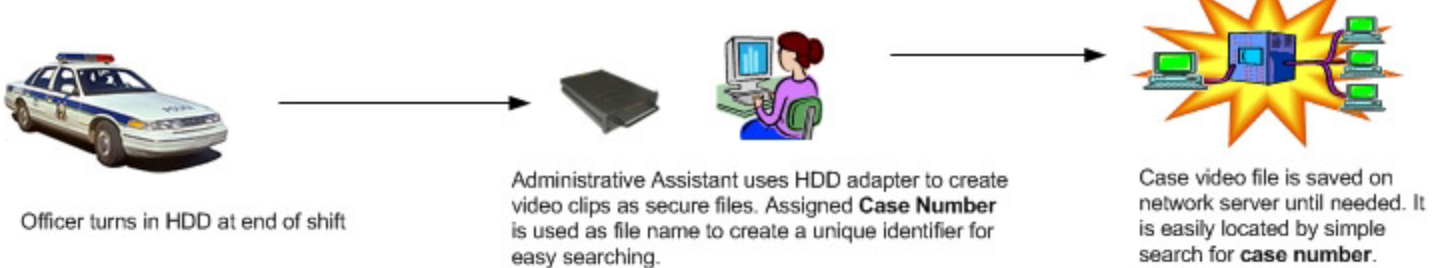 Officer turns in HDD at end of shift
Administrative Assistant uses HDD adapter to create
video clips as secure files. Assigned Case Number
is used as file name to create a unique identifier for
easy searching.
Case video file is saved on
network server until needed. It
is easily located by simple
search for case number.